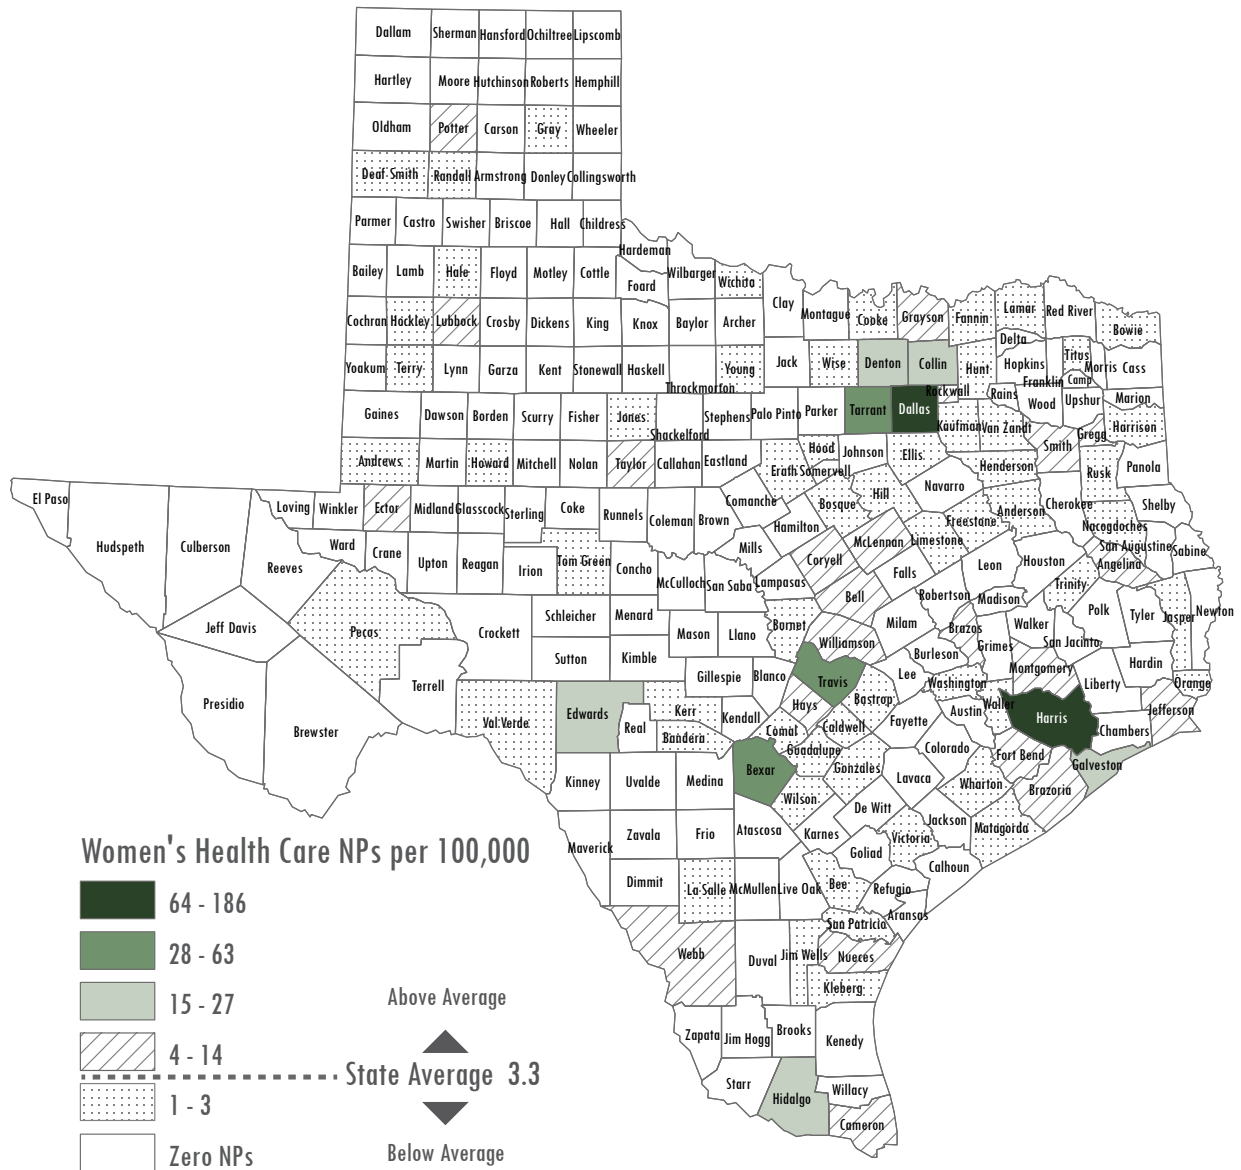 Dallam Sherman Hansford Ochiltree Lipscomb
Hartley Moore Hutchinson Roberts Hemphill
Oldham Potter Carson Gray Wheeler
Deaf Smith Randall Armstrong Donley Collingsworth
Parmer Castro Swisher Briscoe Hall Childress
Hardeman
Bailey Lamb Hale Floyd Motley Cottle Foard Wilbarger Wichita
Clay Montague Cooke Grayson Fannin Lamar Red River Bowie
Cochran Hockley Lubbock Crosby Dickens King Knox Baylor Archer
Delta
Yoakum Terry Lynn Garza Kent Stonewall Haskell Throckmorton Young Jack Wise Denton Collin Hunt Hopkins Franklin Titus Camp Morris Cass
Rockwall Rains Wood Upshur Marion
Gaines Dawson Borden Scurry Fisher Jones Shackelford Stephens Palo Pinto Parker Tarrant Dallas Kaufman Van Zandt Smith Gregg Harrison
Andrews Martin Howard Mitchell Nolan Taylor Callahan Eastland Erath Hood Somervell Johnson Ellis Henderson Rusk Panola
El Paso Hudspeth Culberson Loving Winkler Ector Midland Glasscock Sterling Coke Runnels Coleman Brown Comanche Bosque Hill Navarro Anderson Cherokee Shelby
Hamilton Freestone Nacogdoches
Reeves Ward Crane Upton Reagan Irion Tom Green Concho McCulloch San Saba Mills Lampasas Coryell McLennan Limestone Falls Leon Houston San Augustine Sabine
Angelina Trinity
Jeff Davis Pecos Crockett Schleicher Menard Mason Llano Burnet Bell Milam Robertson Madison Walker Polk Tyler Jasper Newton
Williamson Brazos Grimes San Jacinto
Presidio Brewster Terrell Sutton Kimble Gillespie Blanco Travis Lee Burleson Washington Montgomery Liberty Hardin Orange
Val Verde Edwards Real Kerr Bandera Kendall Hays Comal Caldwell Bastrop Fayette Austin Waller Harris Chambers Jefferson
Kinney Uvalde Medina Bexar Guadalupe Gonzales Lavaca Colorado Fort Bend Galveston
Wilson Wharton Brazoria
Maverick Zavala Frio Atascosa Karnes De Witt Jackson Matagorda
Victoria Goliad Calhoun
Dimmit La Salle McMullen Live Oak Bee Refugio
Aransas
San Patricio
Webb Duval Jim Wells Nueces
Kleberg
Zapata Jim Hogg Brooks Kenedy
Starr Hidalgo Willacy
Cameron
Women's Health Care NPs per 100,000
64 - 186
28 - 63
15 - 27
Above Average
4 - 14
State Average 3.3
1 - 3
Below Average
Zero NPs